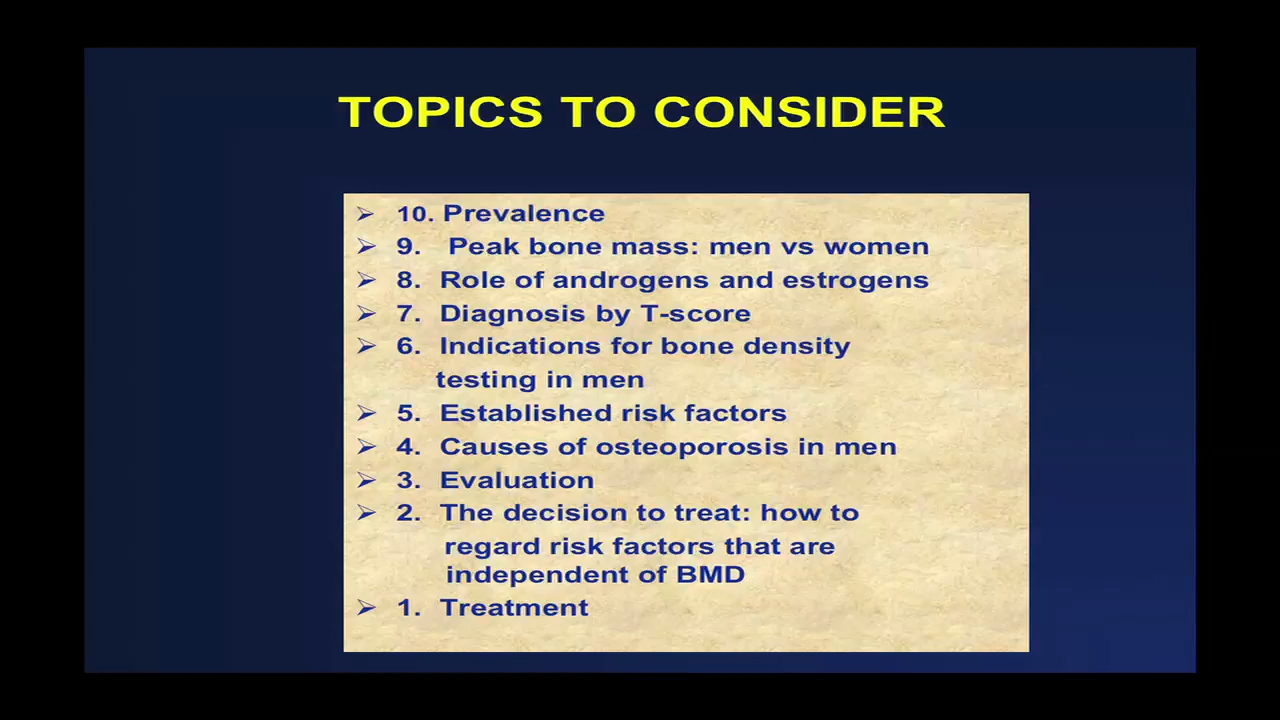 TOPICS TO CONSIDER
➢ 10. Prevalence
➢ 9. Peak bone mass: men vs women
➢ 8. Role of androgens and estrogens
➢ 7. Diagnosis by T-score
➢ 6. Indications for bone density
testing in men
➢ 5. Established risk factors
➢ 4. Causes of osteoporosis in men
➢ 3. Evaluation
➢ 2. The decision to treat: how to
regard risk factors that are
independent of BMD
➢ 1. Treatment